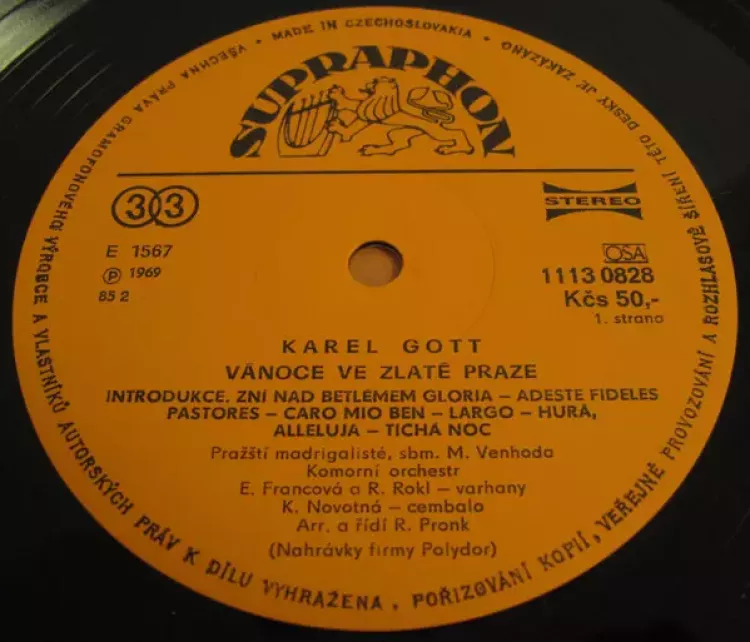 VŠECHNA PRÁVA GRAMOFONOVÉHO VÝROBCE A VLASTNÍKŮ AUTORSKÝCH PRÁV K DÍLU VYHRAŽENA. POŘIZOVÁNÍ KOPIÍ, VEŘEJNÉ PROVOZOVÁNÍ A ROZHLASOVÉ ŠÍŘENÍ TÉTO DESKY JE ZAKÁZÁNO • MADE IN CZECHOSLOVAKIA •
SUPRAPHON
33
STEREO
E 1567
℗ 1969
85 2
OSA
1113 0828
Kčs 50,-
1. strana
KAREL GOTT
VÁNOCE VE ZLATÉ PRAZE
INTRODUKCE. ZNÍ NAD BETLÉMEM GLORIA – ADESTE FIDELES
PASTORES – CARO MIO BEN – LARGO – HURÁ,
ALLELUJA – TICHÁ NOC
Pražští madrigalisté, sbm. M. Venhoda
Komorní orchestr
E. Francová a R. Rokl – varhany
K. Novotná – cembalo
Arr. a řídí R. Pronk
(Nahrávky firmy Polydor)